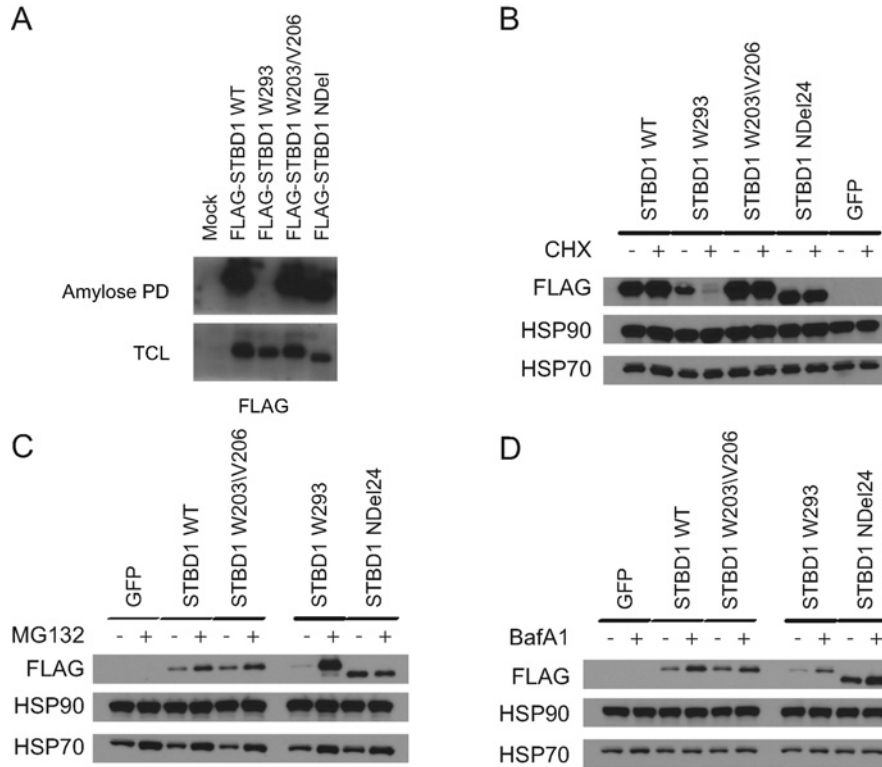 A
Mock
FLAG-STBD1 WT
FLAG-STBD1 W293
FLAG-STBD1 W203/V206
FLAG-STBD1 NDel
Amylose PD
TCL
FLAG
B
STBD1 WT
STBD1 W293
STBD1 W203\V206
STBD1 NDel24
GFP
CHX - + - + - + - + - +
FLAG
HSP90
HSP70
C
GFP
STBD1 WT
STBD1 W203\V206
STBD1 W293
STBD1 NDel24
MG132 - + - + - + - + - +
FLAG
HSP90
HSP70
D
GFP
STBD1 WT
STBD1 W203\V206
STBD1 W293
STBD1 NDel24
BafA1 - + - + - + - + - +
FLAG
HSP90
HSP70